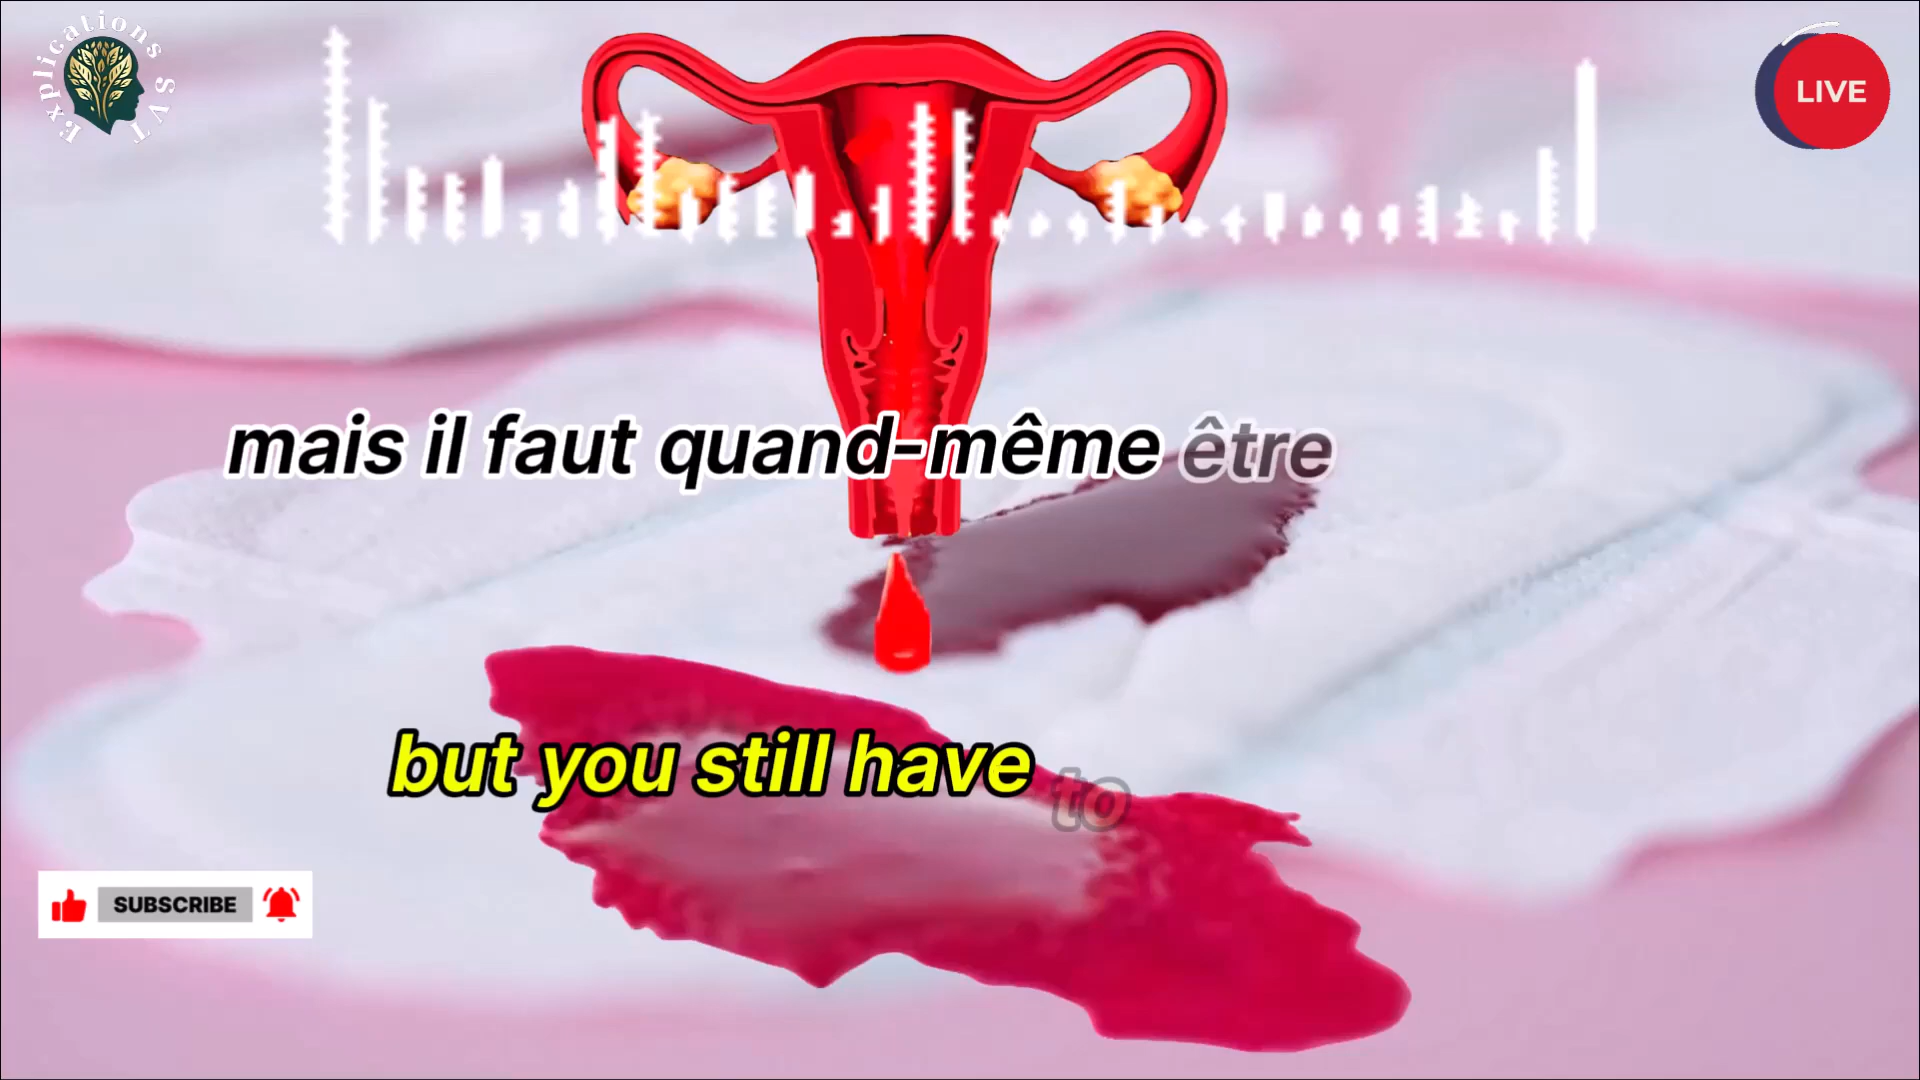 Explications SVT
LIVE
mais il faut quand-même être
but you still have to
SUBSCRIBE